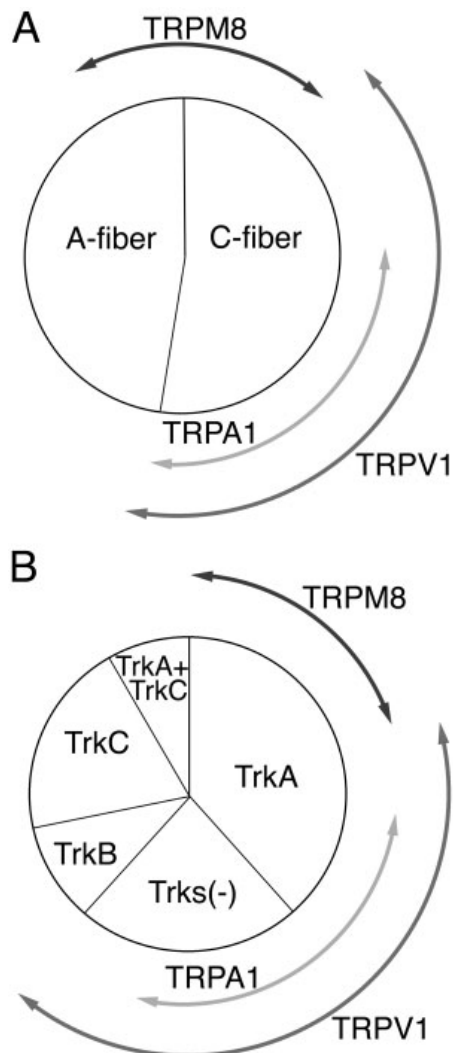 A
TRPM8
A-fiber
C-fiber
TRPA1
TRPV1
B
TRPM8
TrkA+
TrkC
TrkC
TrkA
TrkB
Trks(-)
TRPA1
TRPV1